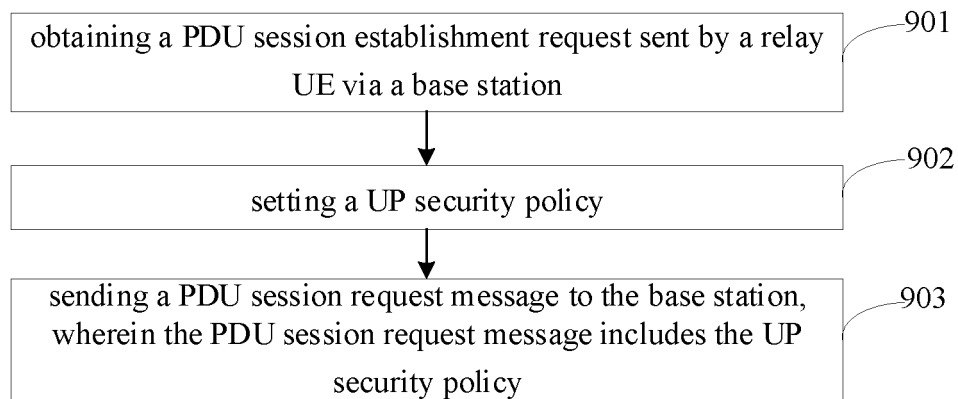 obtaining a PDU session establishment request sent by a relay
UE via a base station
901
setting a UP security policy
902
sending a PDU session request message to the base station,
wherein the PDU session request message includes the UP
security policy
903